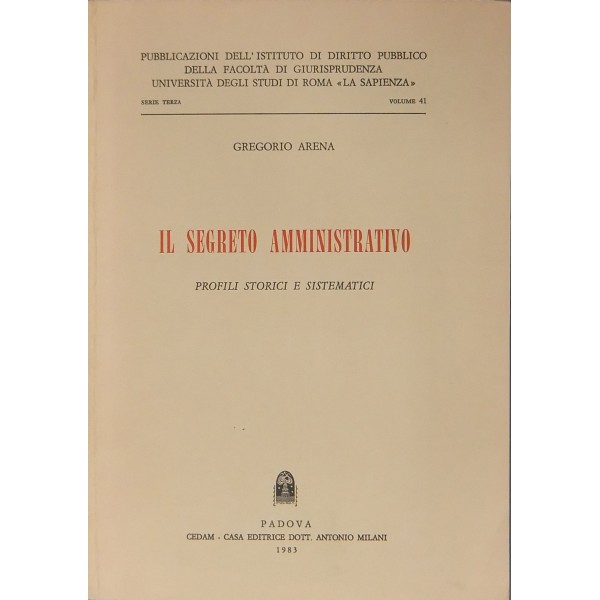 PUBBLICAZIONI DELL'ISTITUTO DI DIRITTO PUBBLICO
DELLA FACOLTÀ DI GIURISPRUDENZA
UNIVERSITÀ DEGLI STUDI DI ROMA «LA SAPIENZA»
SERIE TERZA VOLUME 41
GREGORIO ARENA
IL SEGRETO AMMINISTRATIVO
PROFILI STORICI E SISTEMATICI
PADOVA
CEDAM - CASA EDITRICE DOTT. ANTONIO MILANI
1983